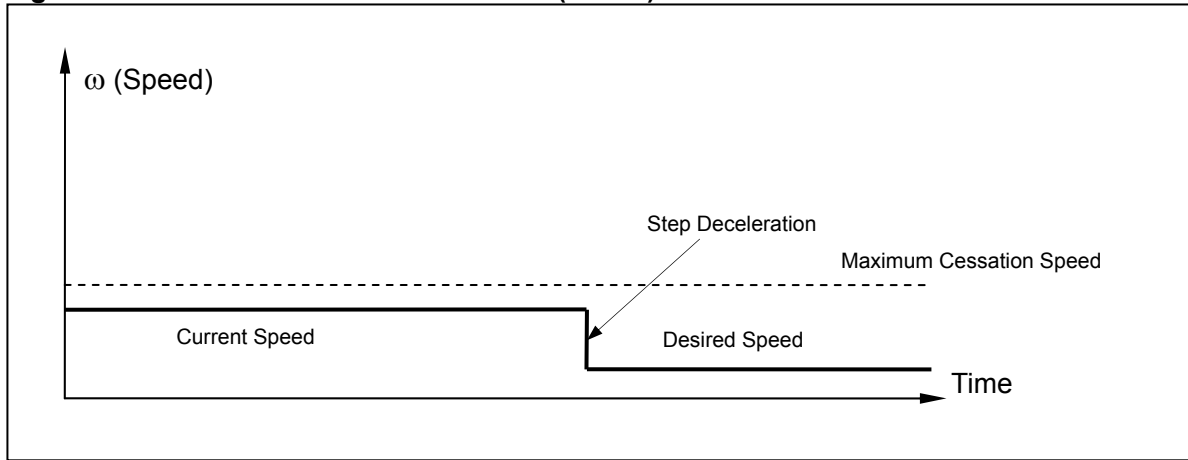 ω (Speed)
Step Deceleration
Maximum Cessation Speed
Current Speed
Desired Speed
Time